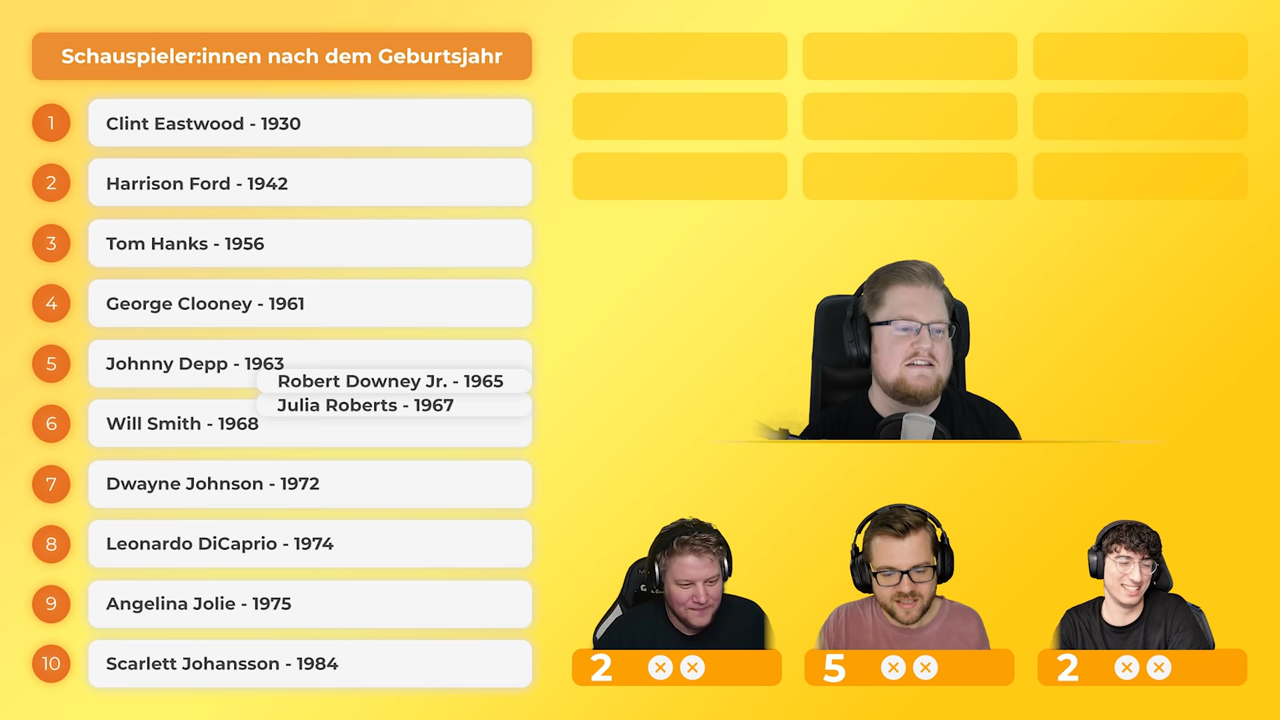 Schauspieler:innen nach dem Geburtsjahr
1 Clint Eastwood - 1930
2 Harrison Ford - 1942
3 Tom Hanks - 1956
4 George Clooney - 1961
5 Johnny Depp - 1963
Robert Downey Jr. - 1965
Julia Roberts - 1967
6 Will Smith - 1968
7 Dwayne Johnson - 1972
8 Leonardo DiCaprio - 1974
9 Angelina Jolie - 1975
10 Scarlett Johansson - 1984
2
5
2